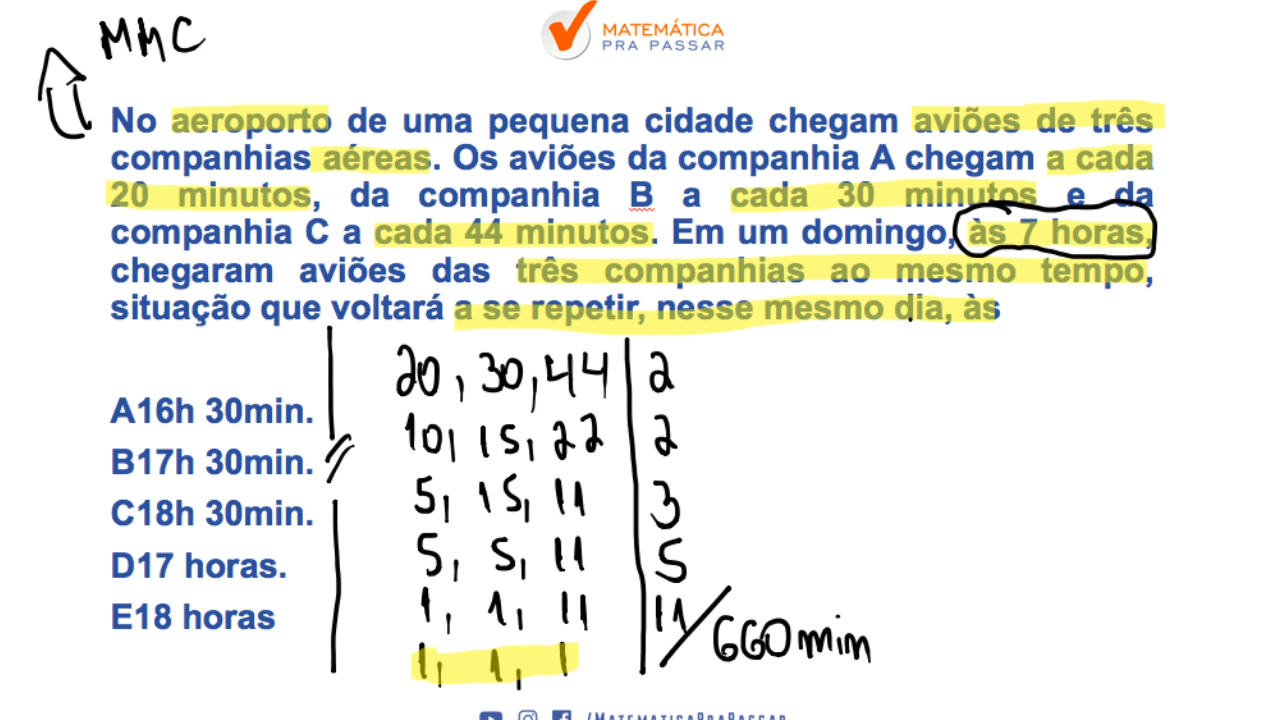 MMC
MATEMÁTICA
PRA PASSAR
No aeroporto de uma pequena cidade chegam aviões de três
companhias aéreas. Os aviões da companhia A chegam a cada
20 minutos, da companhia B a cada 30 minutos e da
companhia C a cada 44 minutos. Em um domingo, às 7 horas,
chegaram aviões das três companhias ao mesmo tempo,
situação que voltará a se repetir, nesse mesmo dia, às
A16h 30min.
B17h 30min.
C18h 30min.
D17 horas.
E18 horas
20, 30, 44 | 2
10, 15, 22 | 2
5, 15, 11 | 3
5, 5, 11 | 5
1, 1, 11 | 11 / 660min
1, 1, 1
/MATEMATICAPRAPASSAR